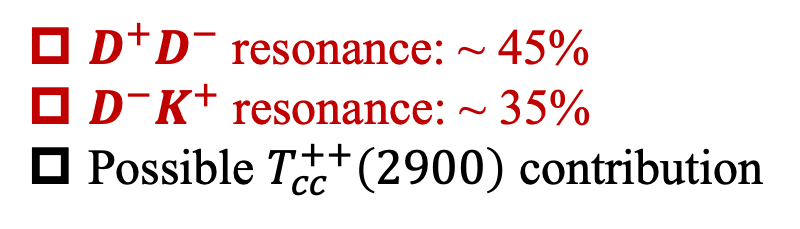 □ D⁺D⁻ resonance: ~ 45%
□ D⁻K⁺ resonance: ~ 35%
□ Possible T_cc⁺⁺(2900) contribution